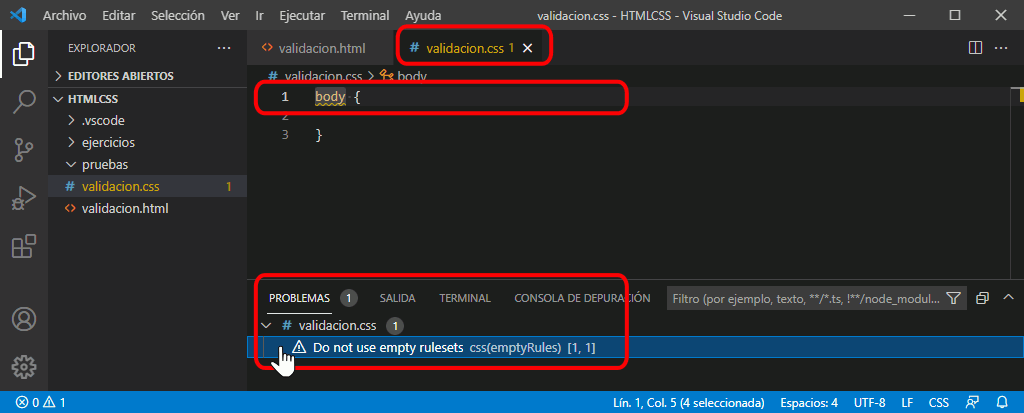 Archivo Editar Selección Ver Ir Ejecutar Terminal Ayuda validacion.css - HTMLCSS - Visual Studio Code
EXPLORADOR ···
EDITORES ABIERTOS
HTMLCSS
.vscode
ejercicios
pruebas
# validacion.css 1
<> validacion.html
<> validacion.html # validacion.css 1
# validacion.css > body
1 body {
2
3 }
PROBLEMAS 1 SALIDA TERMINAL CONSOLA DE DEPURACIÓN Filtro (por ejemplo, texto, **/*.ts, !**/node_modul...
# validacion.css 1
Do not use empty rulesets css(emptyRules) [1, 1]
0 1 Lín. 1, Col. 5 (4 seleccionada) Espacios: 4 UTF-8 LF CSS